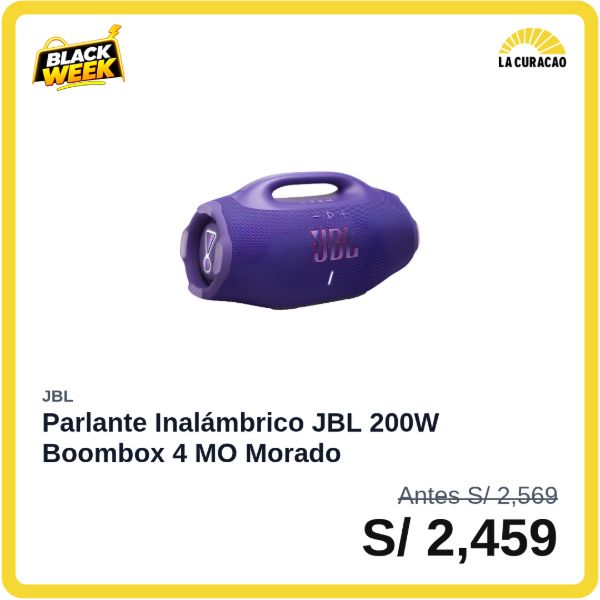 BLACK
WEEK
LA CURACAO
JBL
JBL
Parlante Inalámbrico JBL 200W
Boombox 4 MO Morado
Antes S/ 2,569
S/ 2,459